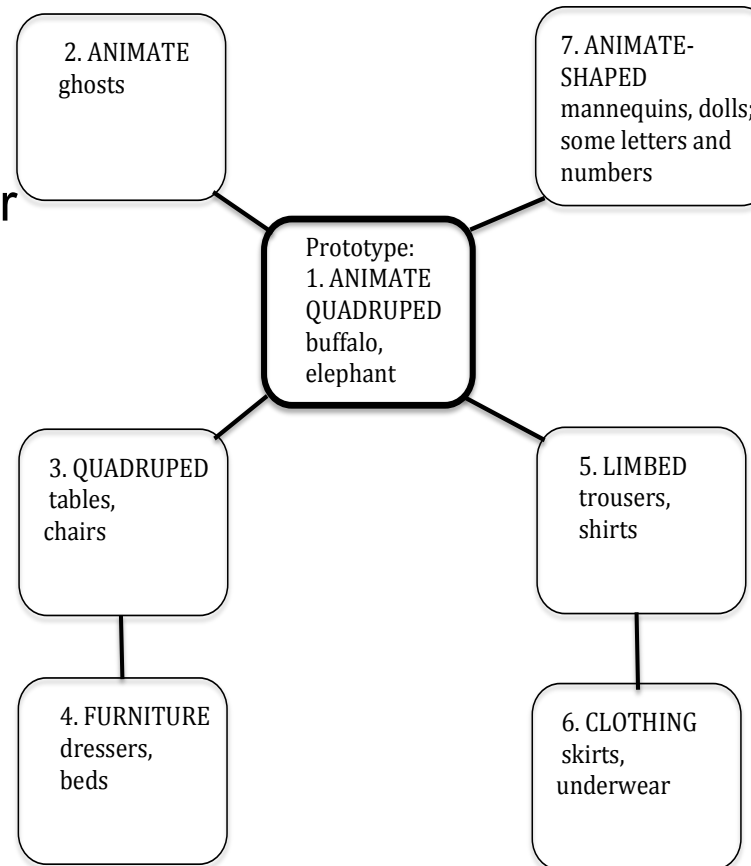 2. ANIMATE
ghosts
7. ANIMATE-
SHAPED
mannequins, dolls;
some letters and
numbers
r
Prototype:
1. ANIMATE
QUADRUPED
buffalo,
elephant
3. QUADRUPED
tables,
chairs
5. LIMBED
trousers,
shirts
4. FURNITURE
dressers,
beds
6. CLOTHING
skirts,
underwear